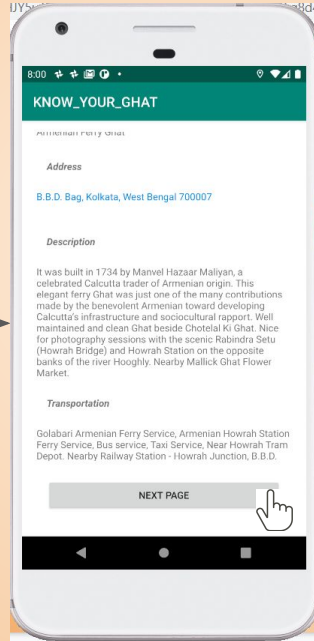 8:00
KNOW_YOUR_GHAT
Armenian Ferry Ghat
Address
B.B.D. Bag, Kolkata, West Bengal 700007
Description
It was built in 1734 by Manvel Hazaar Maliyan, a
celebrated Calcutta trader of Armenian origin. This
elegant ferry Ghat was just one of the many contributions
made by the benevolent Armenian toward developing
Calcutta's infrastructure and sociocultural rapport. Well
maintained and clean Ghat beside Chotelal Ki Ghat. Nice
for photography sessions with the scenic Rabindra Setu
(Howrah Bridge) and Howrah Station on the opposite
banks of the river Hooghly. Nearby Mallick Ghat Flower
Market.
Transportation
Golabari Armenian Ferry Service, Armenian Howrah Station
Ferry Service, Bus service, Taxi Service, Near Howrah Tram
Depot. Nearby Railway Station - Howrah Junction, B.B.D.
NEXT PAGE